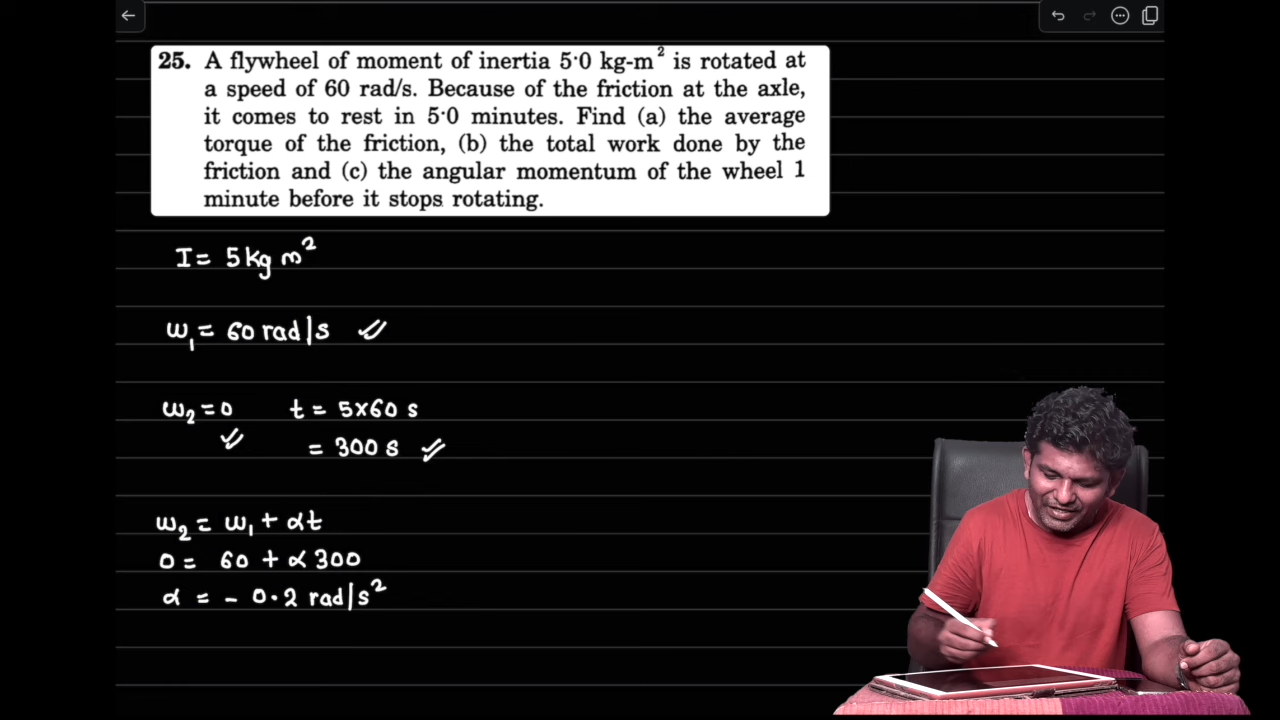 25. A flywheel of moment of inertia 5·0 kg-m² is rotated at
a speed of 60 rad/s. Because of the friction at the axle,
it comes to rest in 5·0 minutes. Find (a) the average
torque of the friction, (b) the total work done by the
friction and (c) the angular momentum of the wheel 1
minute before it stops rotating.
I = 5 kg m²
ω₁ = 60 rad/s
ω₂ = 0 t = 5×60 s
= 300 s
ω₂ = ω₁ + αt
0 = 60 + α 300
α = - 0.2 rad/s²